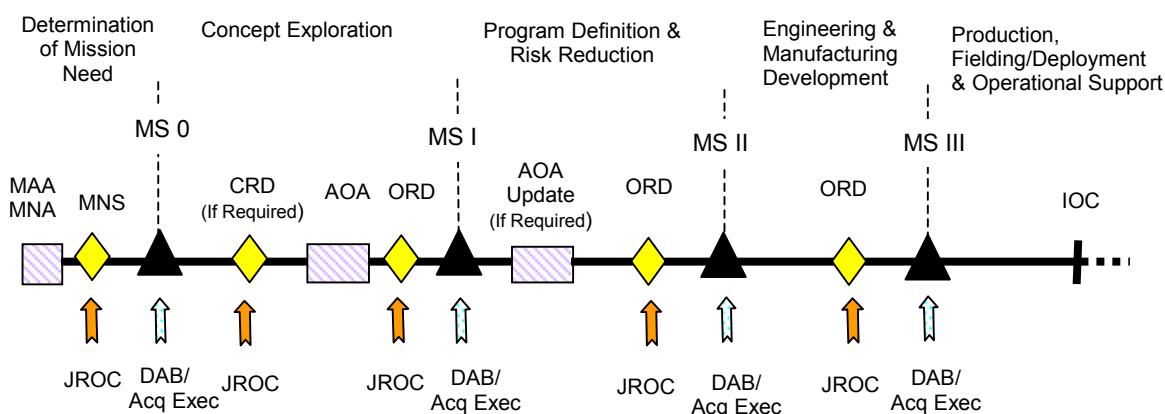 Determination
of Mission
Need
Concept Exploration
Program Definition &
Risk Reduction
Engineering &
Manufacturing
Development
Production,
Fielding/Deployment
& Operational Support
MS 0
MS I
MS II
MS III
MAA
MNA
MNS
CRD
(If Required)
AOA
ORD
AOA
Update
(If Required)
ORD
ORD
IOC
JROC
DAB/
Acq Exec
JROC
JROC
DAB/
Acq Exec
JROC
DAB/
Acq Exec
JROC
DAB/
Acq Exec